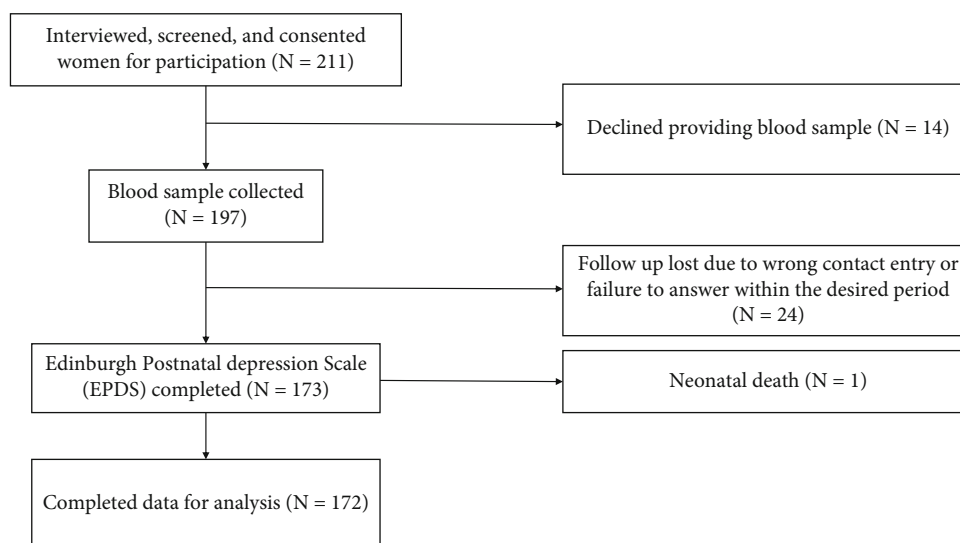 Interviewed, screened, and consented
women for participation (N = 211)
Declined providing blood sample (N = 14)
Blood sample collected
(N = 197)
Follow up lost due to wrong contact entry or
failure to answer within the desired period
(N = 24)
Edinburgh Postnatal depression Scale
(EPDS) completed (N = 173)
Neonatal death (N = 1)
Completed data for analysis (N = 172)